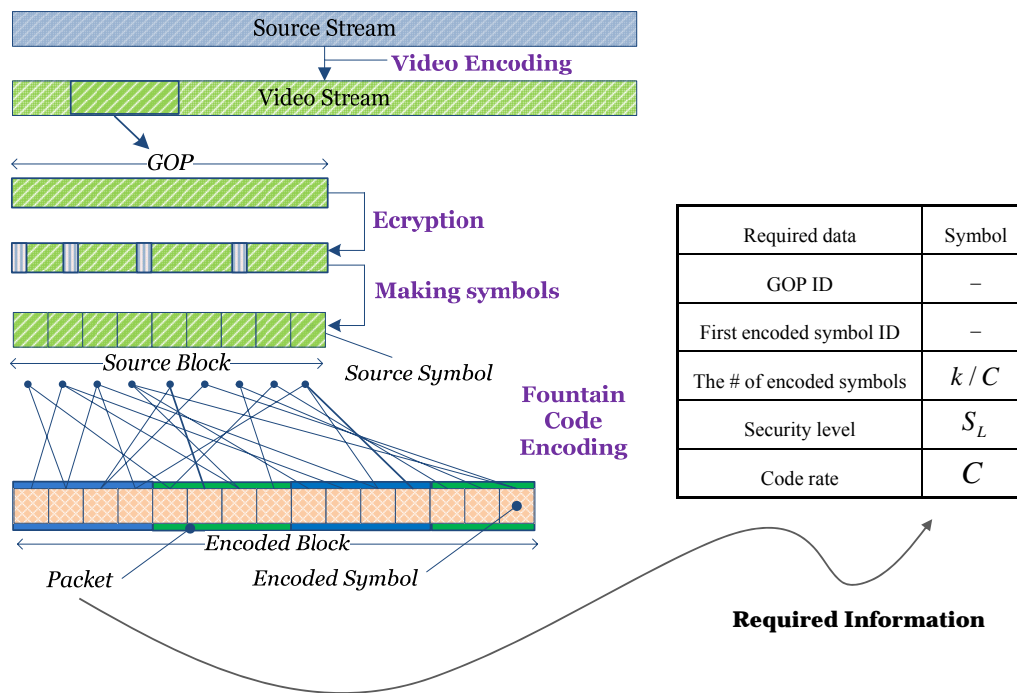 Source Stream
Video Encoding
Video Stream
GOP
Ecryption
Making symbols
Source Block
Source Symbol
Fountain
Code
Encoding
Encoded Block
Packet
Encoded Symbol
Required data Symbol
GOP ID –
First encoded symbol ID –
The # of encoded symbols k / C
Security level S_L
Code rate C
Required Information